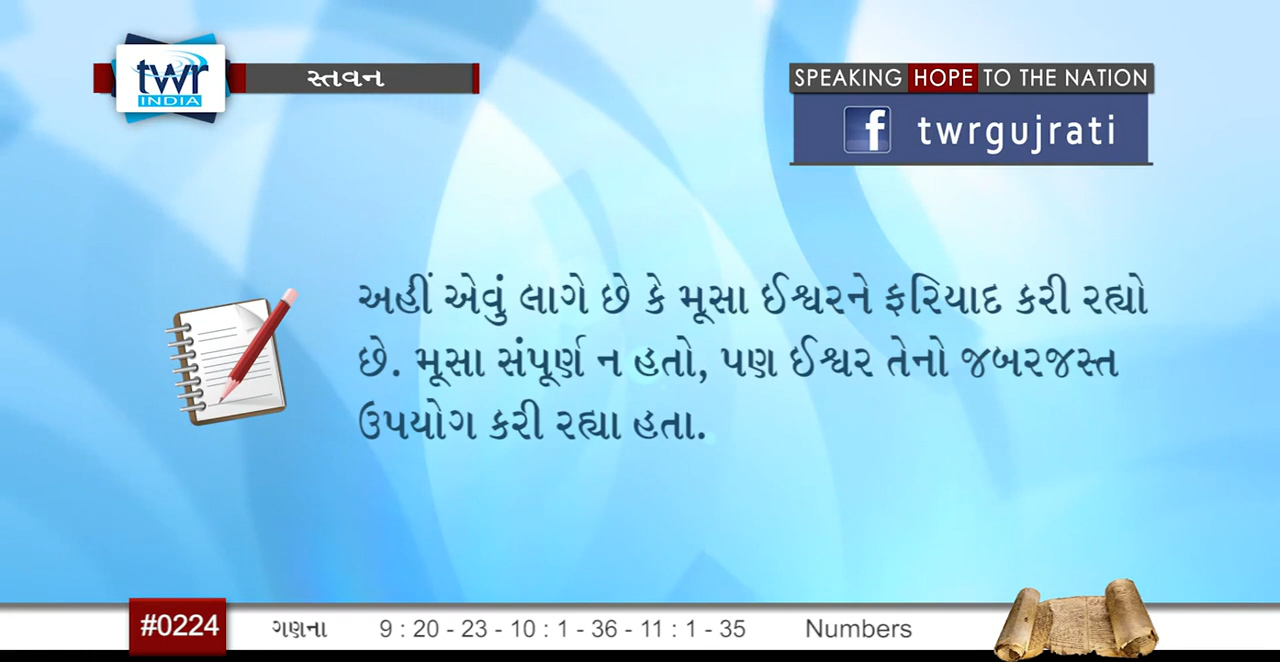 twr
INDIA
સ્તવન
SPEAKING HOPE TO THE NATION
f twrgujrati
અહીં એવું લાગે છે કે મૂસા ઈશ્વરને ફરિયાદ કરી રહ્યો
છે. મૂસા સંપૂર્ણ ન હતો, પણ ઈશ્વર તેનો જબરજસ્ત
ઉપયોગ કરી રહ્યા હતા.
#0224 ગણના 9 : 20 - 23 - 10 : 1 - 36 - 11 : 1 - 35 Numbers